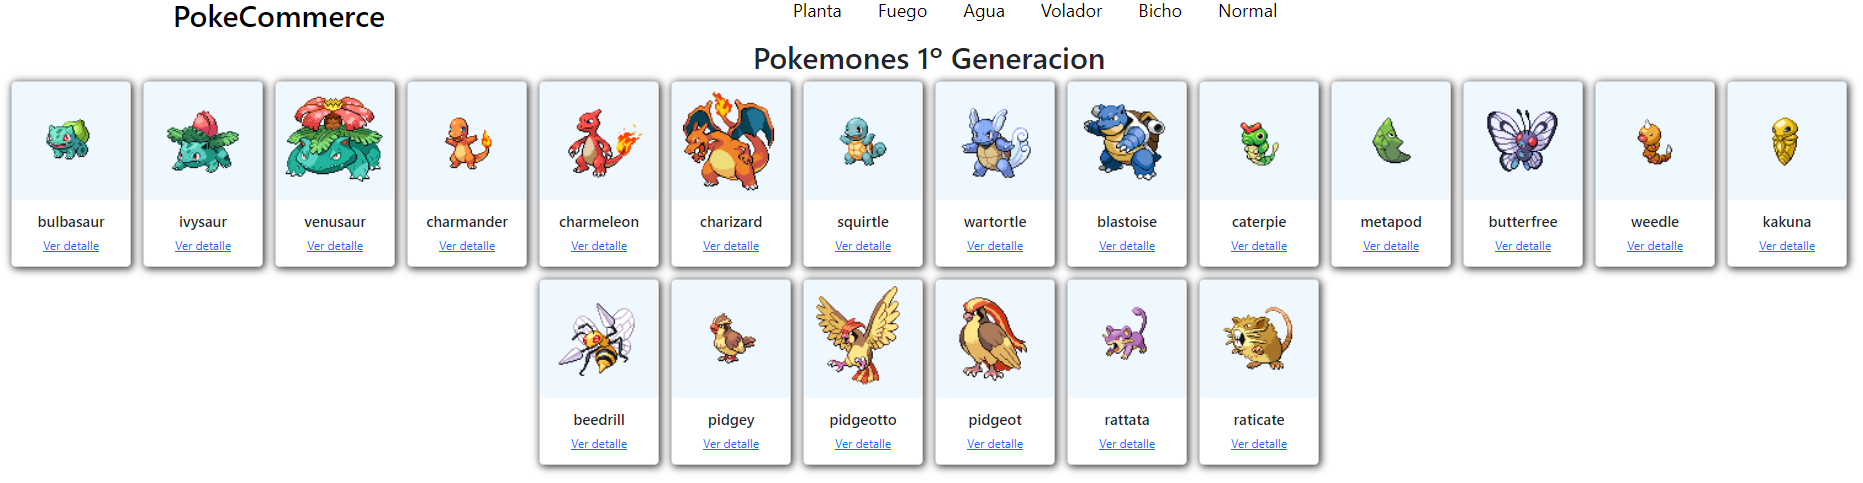 PokeCommerce
Planta Fuego Agua Volador Bicho Normal
Pokemones 1º Generacion
bulbasaur ivysaur venusaur charmander charmeleon charizard squirtle wartortle blastoise caterpie metapod butterfree weedle kakuna
Ver detalle Ver detalle Ver detalle Ver detalle Ver detalle Ver detalle Ver detalle Ver detalle Ver detalle Ver detalle Ver detalle Ver detalle Ver detalle Ver detalle
beedrill pidgey pidgeotto pidgeot rattata raticate
Ver detalle Ver detalle Ver detalle Ver detalle Ver detalle Ver detalle